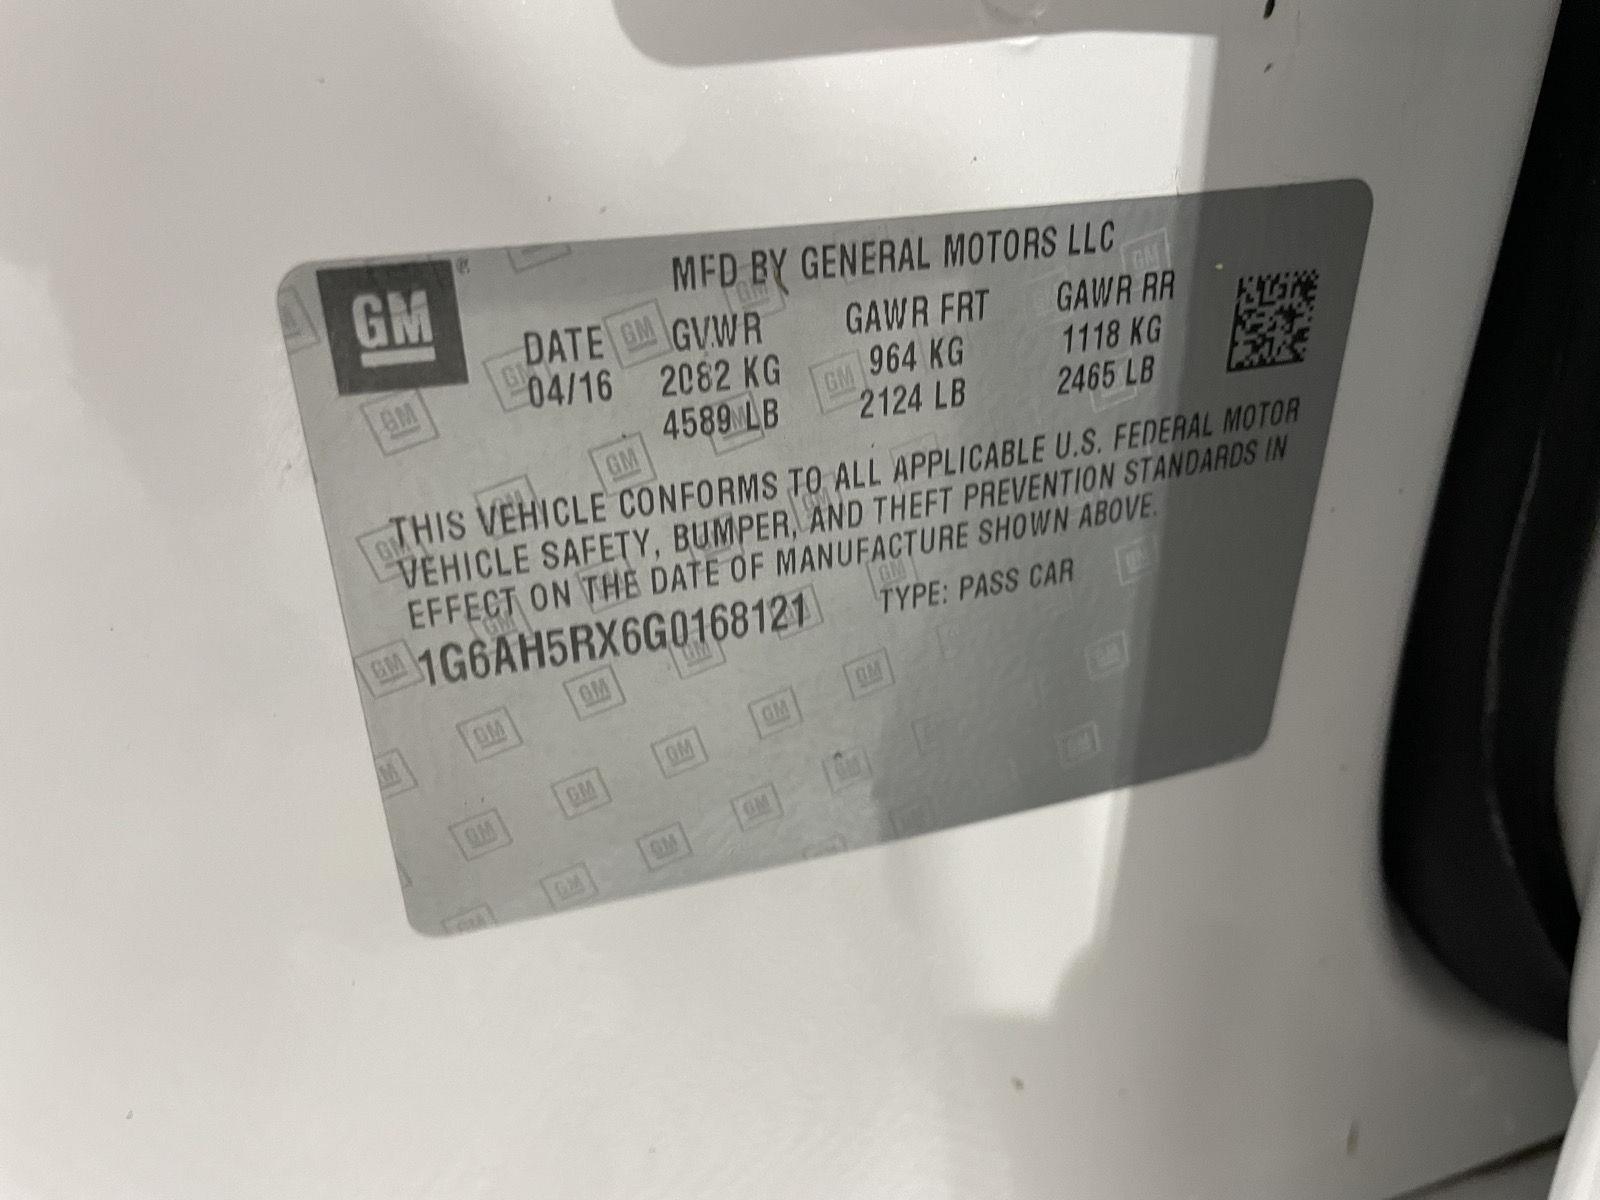 GM®
MFD BY GENERAL MOTORS LLC
DATE GVWR GAWR FRT GAWR RR
04/16 2082 KG 964 KG 1118 KG
4589 LB 2124 LB 2465 LB
THIS VEHICLE CONFORMS TO ALL APPLICABLE U.S. FEDERAL MOTOR
VEHICLE SAFETY, BUMPER, AND THEFT PREVENTION STANDARDS IN
EFFECT ON THE DATE OF MANUFACTURE SHOWN ABOVE.
1G6AH5RX6G0168121 TYPE: PASS CAR